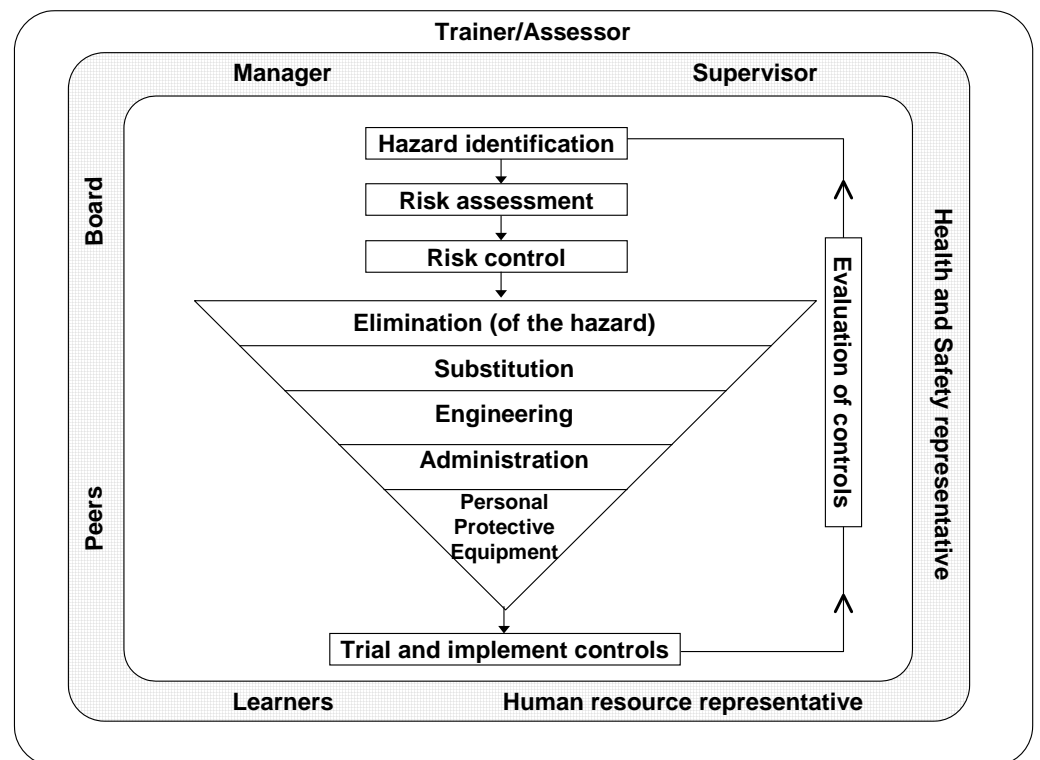 Trainer/Assessor
Manager
Supervisor
Board
Peers
Hazard identification
Risk assessment
Risk control
Elimination (of the hazard)
Substitution
Engineering
Administration
Personal
Protective
Equipment
Trial and implement controls
Evaluation of controls
Health and Safety representative
Learners
Human resource representative